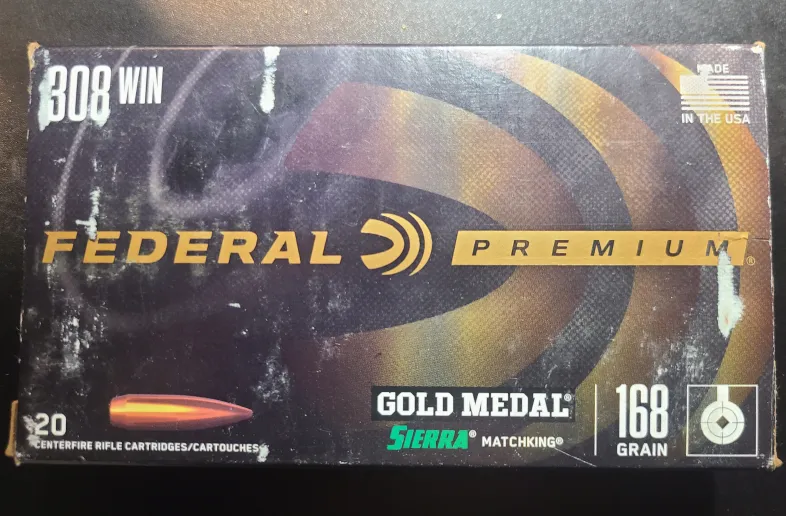 308 WIN
MADE
IN THE USA
FEDERAL PREMIUM®
20
CENTERFIRE RIFLE CARTRIDGES/CARTOUCHES
GOLD MEDAL®
SIERRA® MATCHKING®
168
GRAIN